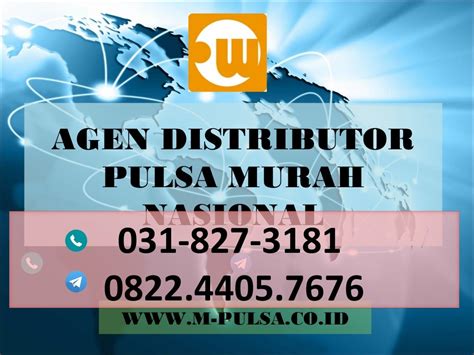 W
AGEN DISTRIBUTOR
PULSA MURAH
NASIONAL
031-827-3181
0822.4405.7676
WWW.M-PULSA.CO.ID